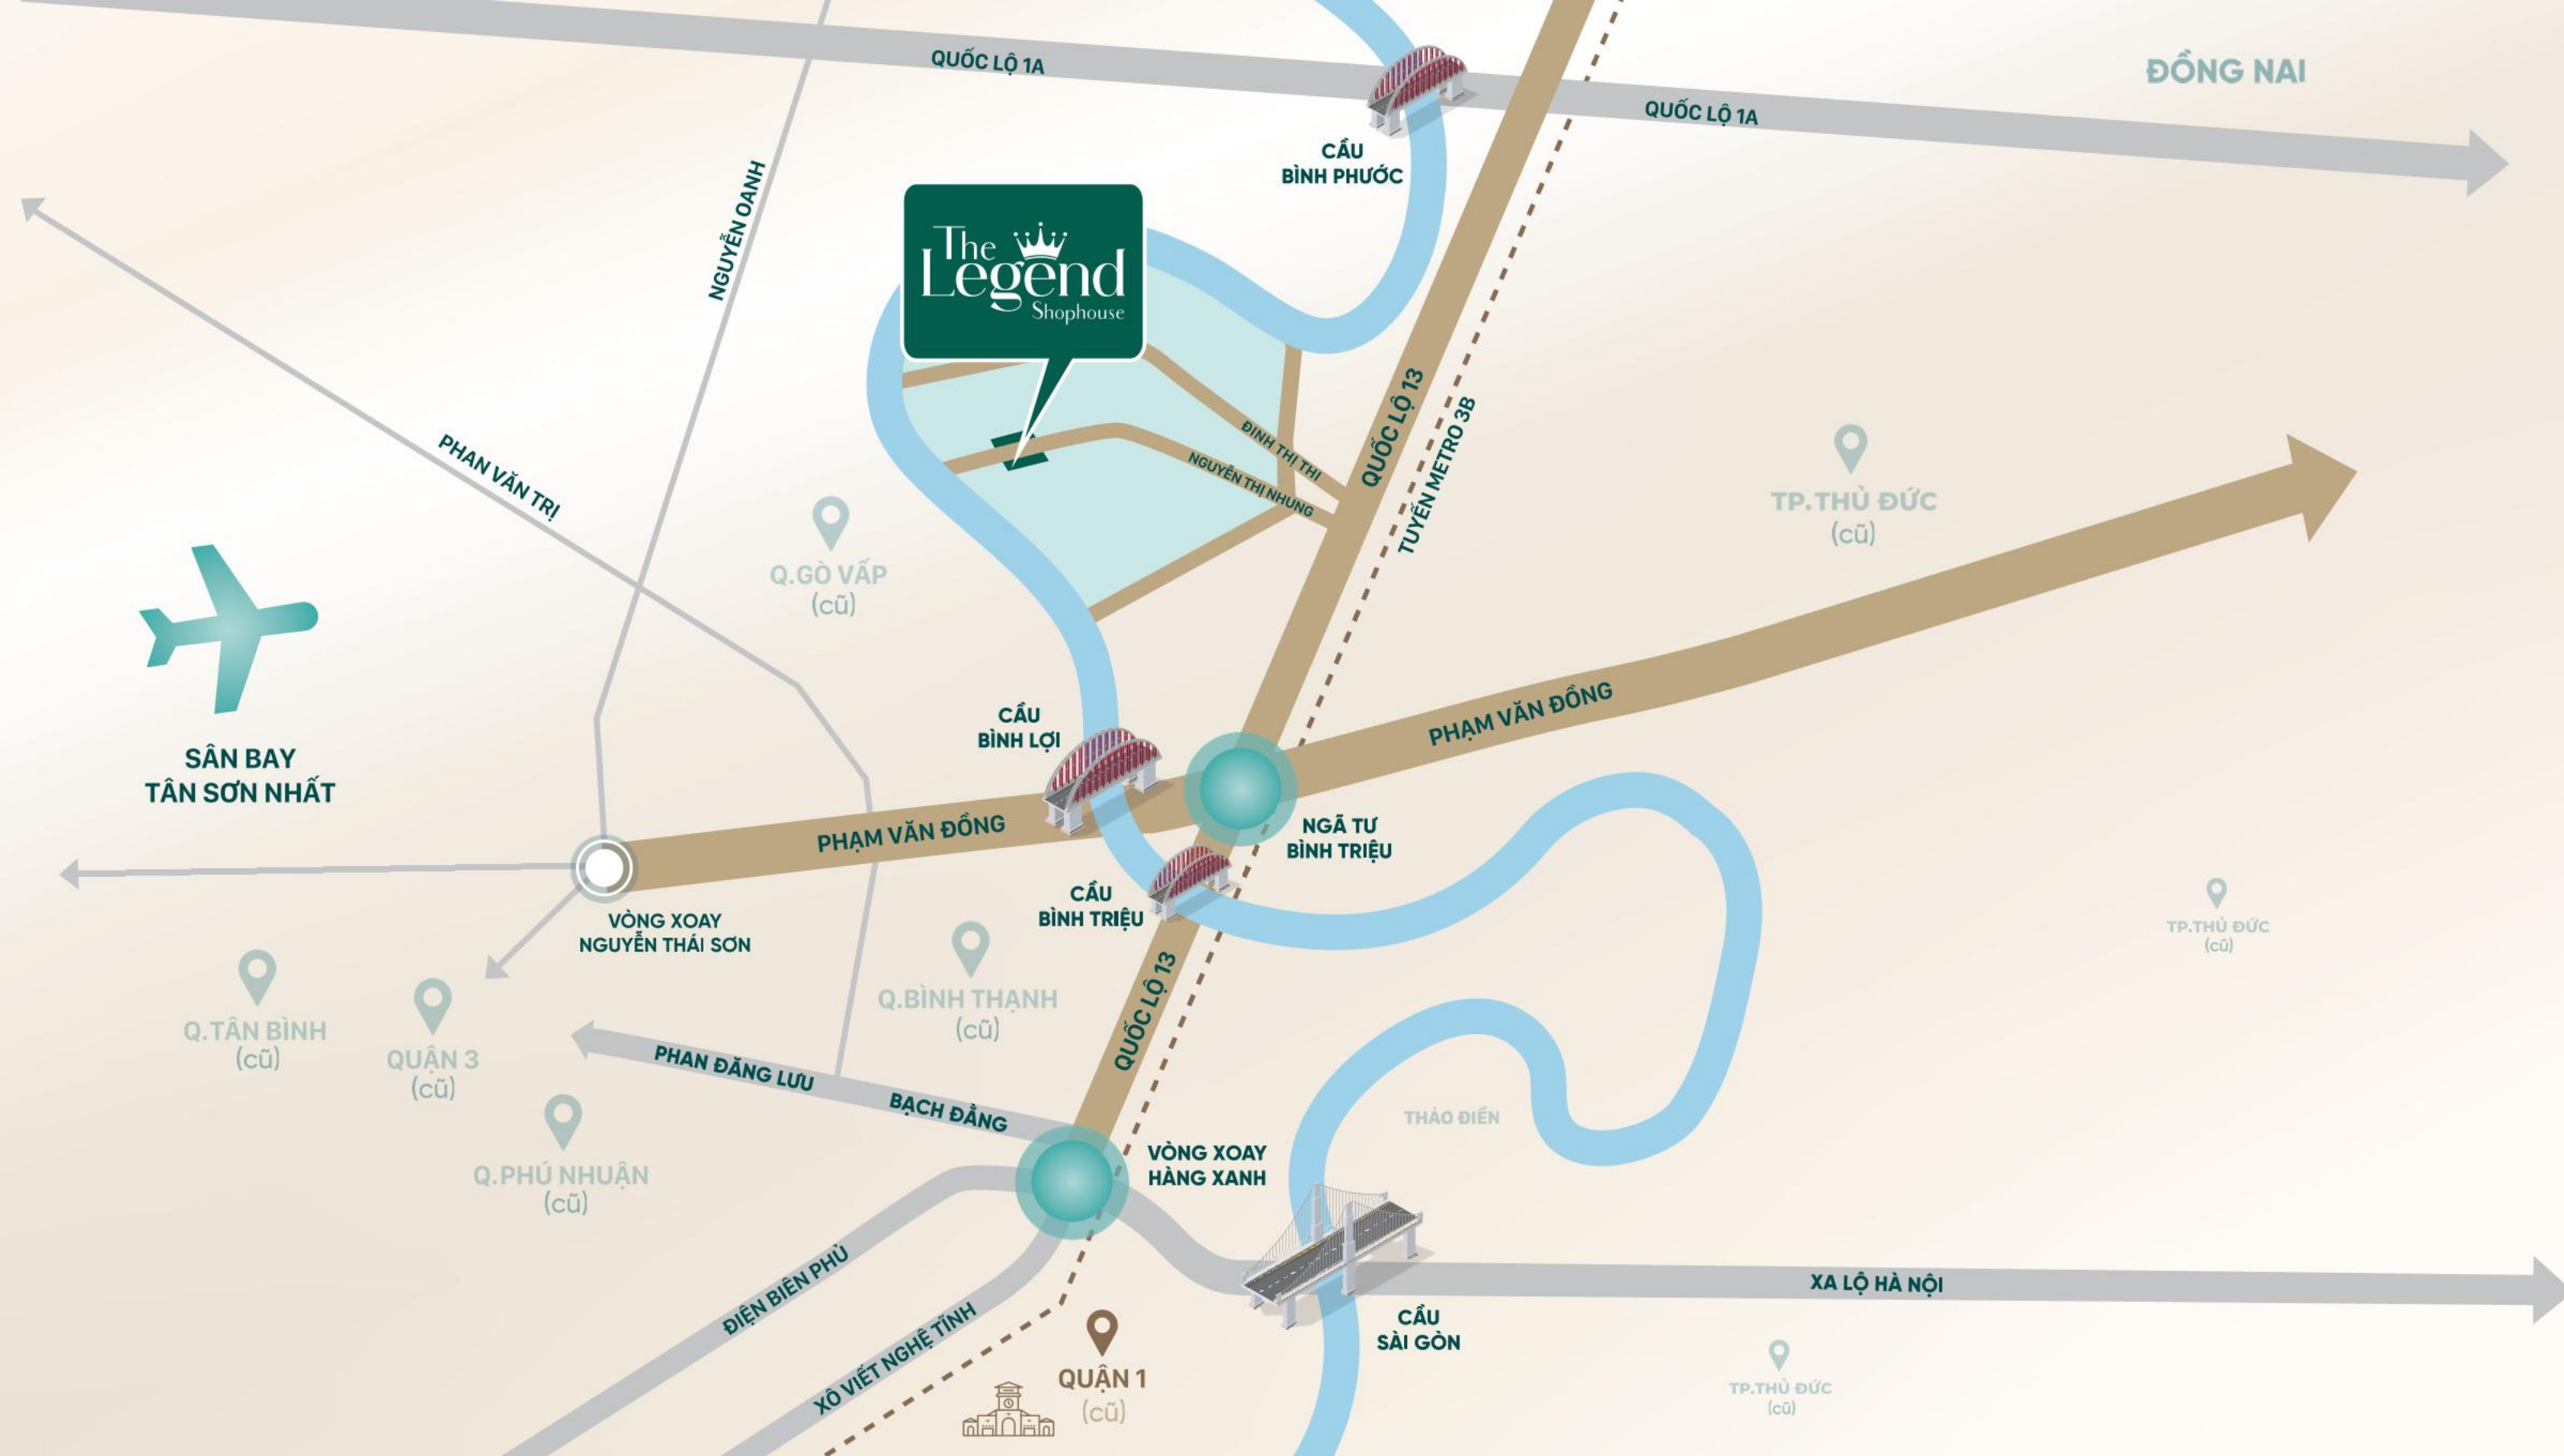 QUỐC LỘ 1A
ĐỒNG NAI
QUỐC LỘ 1A
CẦU
BÌNH PHƯỚC
NGUYỄN OANH
The
Legend
Shophouse
QUỐC LỘ 13
TUYẾN METRO 3B
ĐINH THỊ THI
NGUYỄN THỊ NHUNG
PHAN VĂN TRỊ
TP.THỦ ĐỨC
(cũ)
Q.GÒ VẤP
(cũ)
SÂN BAY
TÂN SƠN NHẤT
CẦU
BÌNH LỢI
PHẠM VĂN ĐỒNG
PHẠM VĂN ĐỒNG
NGÃ TƯ
BÌNH TRIỆU
CẦU
BÌNH TRIỆU
VÒNG XOAY
NGUYỄN THÁI SƠN
TP.THỦ ĐỨC
(cũ)
Q.BÌNH THẠNH
(cũ)
QUỐC LỘ 13
Q.TÂN BÌNH
(cũ)
QUẬN 3
(cũ)
PHAN ĐĂNG LƯU
BẠCH ĐẰNG
THẢO ĐIỀN
VÒNG XOAY
HÀNG XANH
Q.PHÚ NHUẬN
(cũ)
ĐIỆN BIÊN PHỦ
XÔ VIẾT NGHỆ TĨNH
XA LỘ HÀ NỘI
CẦU
SÀI GÒN
QUẬN 1
(cũ)
TP.THỦ ĐỨC
(cũ)